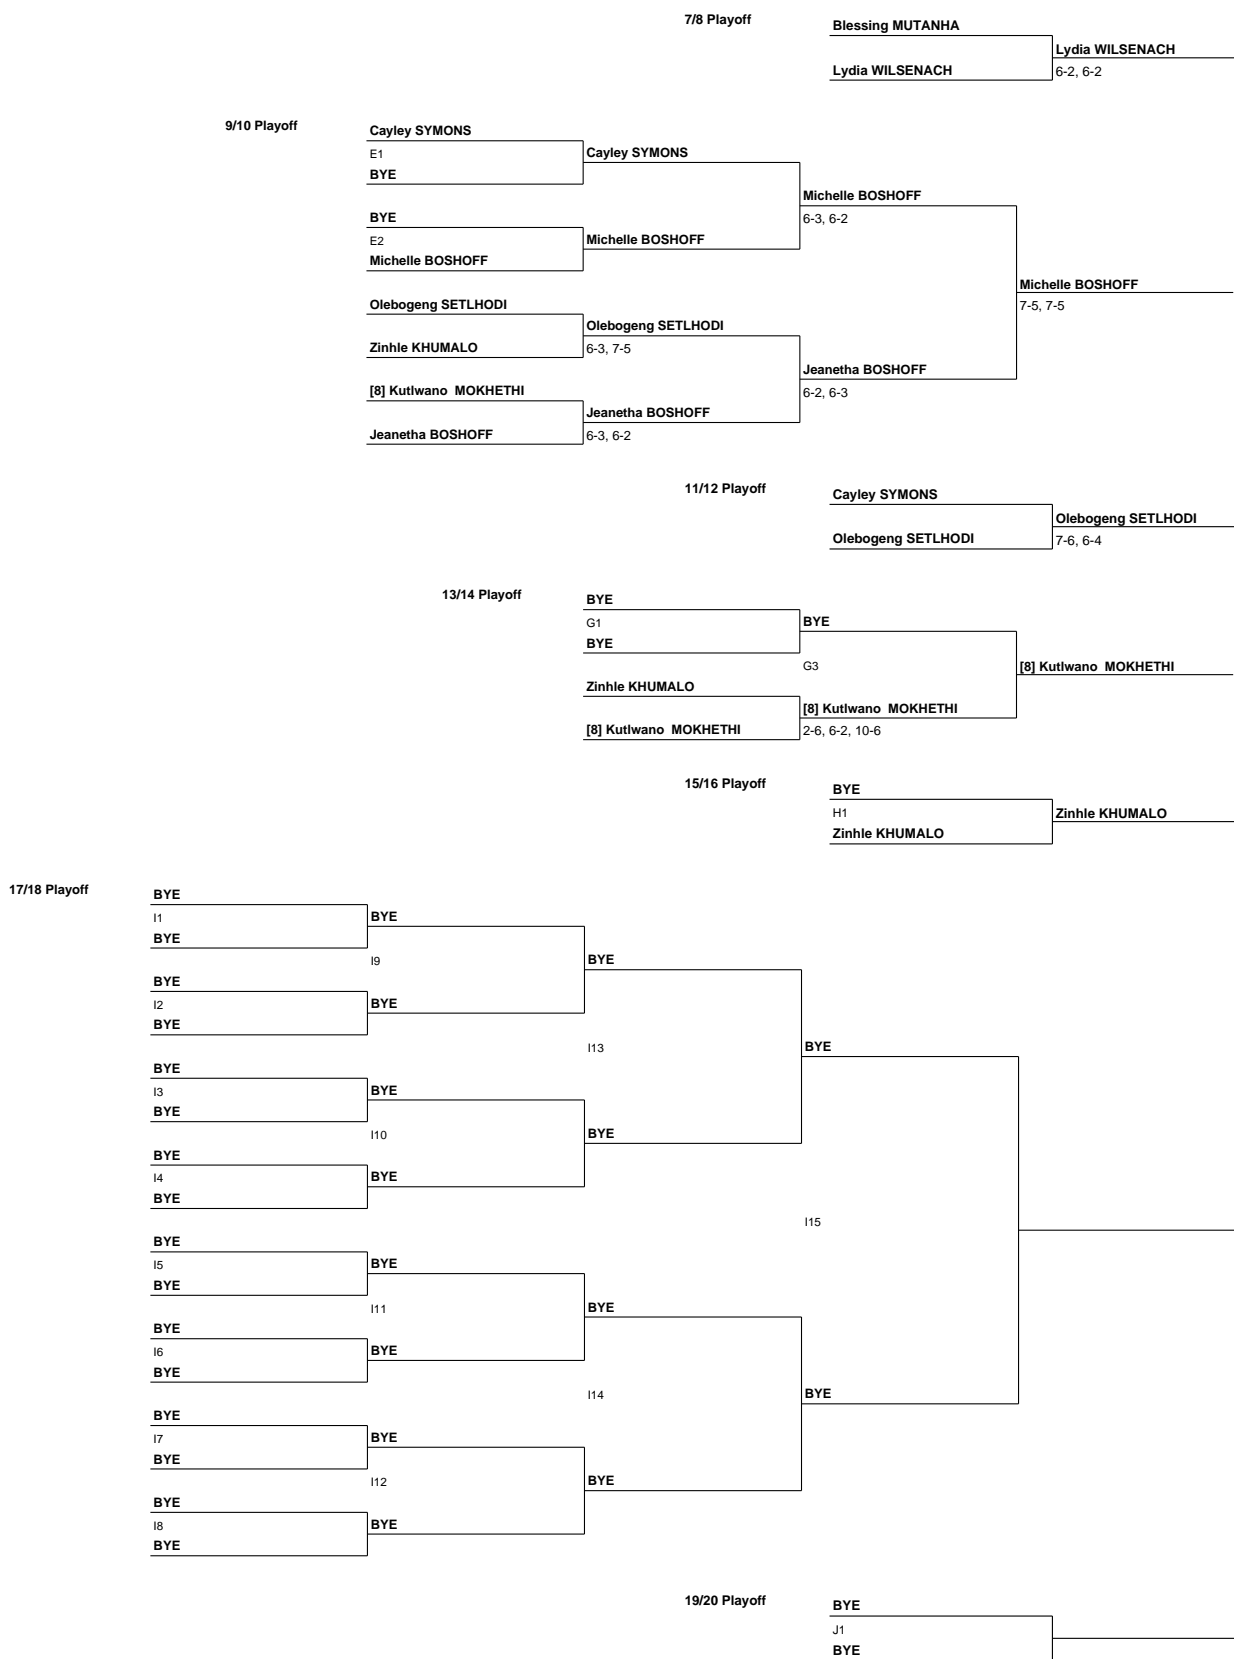 7/8 Playoff
Blessing MUTANHA
Lydia WILSENACH
Lydia WILSENACH
6-2, 6-2
9/10 Playoff
Cayley SYMONS
E1
Cayley SYMONS
BYE
Michelle BOSHOFF
BYE
6-3, 6-2
E2
Michelle BOSHOFF
Michelle BOSHOFF
Michelle BOSHOFF
Olebogeng SETLHODI
7-5, 7-5
Olebogeng SETLHODI
Zinhle KHUMALO
6-3, 7-5
Jeanetha BOSHOFF
[8] Kutlwano  MOKHETHI
6-2, 6-3
Jeanetha BOSHOFF
Jeanetha BOSHOFF
6-3, 6-2
11/12 Playoff
Cayley SYMONS
Olebogeng SETLHODI
Olebogeng SETLHODI
7-6, 6-4
13/14 Playoff
BYE
G1
BYE
BYE
G3
[8] Kutlwano  MOKHETHI
Zinhle KHUMALO
[8] Kutlwano  MOKHETHI
[8] Kutlwano  MOKHETHI
2-6, 6-2, 10-6
15/16 Playoff
BYE
H1
Zinhle KHUMALO
Zinhle KHUMALO
17/18 Playoff
BYE
I1
BYE
BYE
I9
BYE
BYE
I2
BYE
BYE
I13
BYE
BYE
I3
BYE
BYE
I10
BYE
BYE
I4
BYE
BYE
I15
BYE
I5
BYE
BYE
I11
BYE
BYE
I6
BYE
BYE
I14
BYE
BYE
I7
BYE
BYE
I12
BYE
BYE
I8
BYE
BYE
19/20 Playoff
BYE
J1
BYE